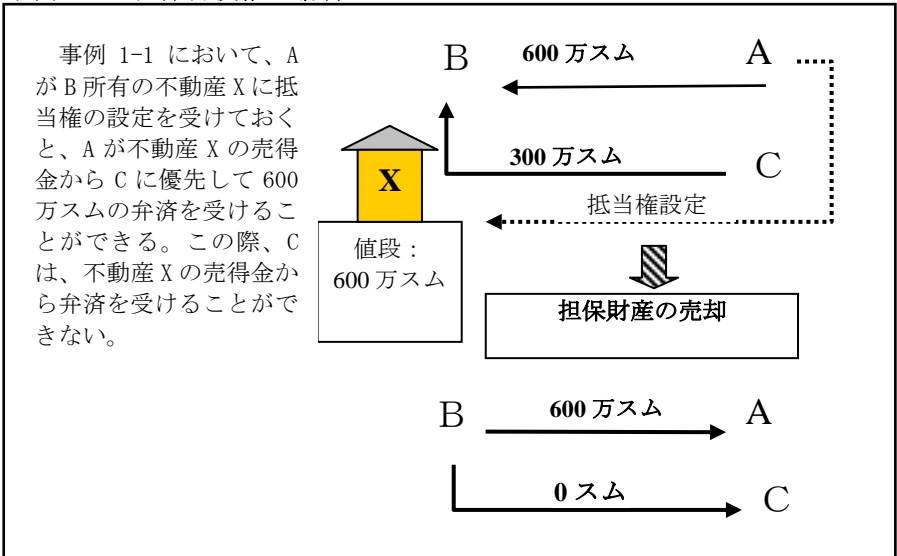 事例 1-1 において、A
が B 所有の不動産 X に抵
当権の設定を受けておく
と、A が不動産 X の売得
金から C に優先して 600
万スムの弁済を受けるこ
とができる。この際、C
は、不動産 X の売得金か
ら弁済を受けることがで
きない。
B 600 万スム A
300 万スム C
X
抵当権設定
値段：
600 万スム
担保財産の売却
B 600 万スム A
0 スム C